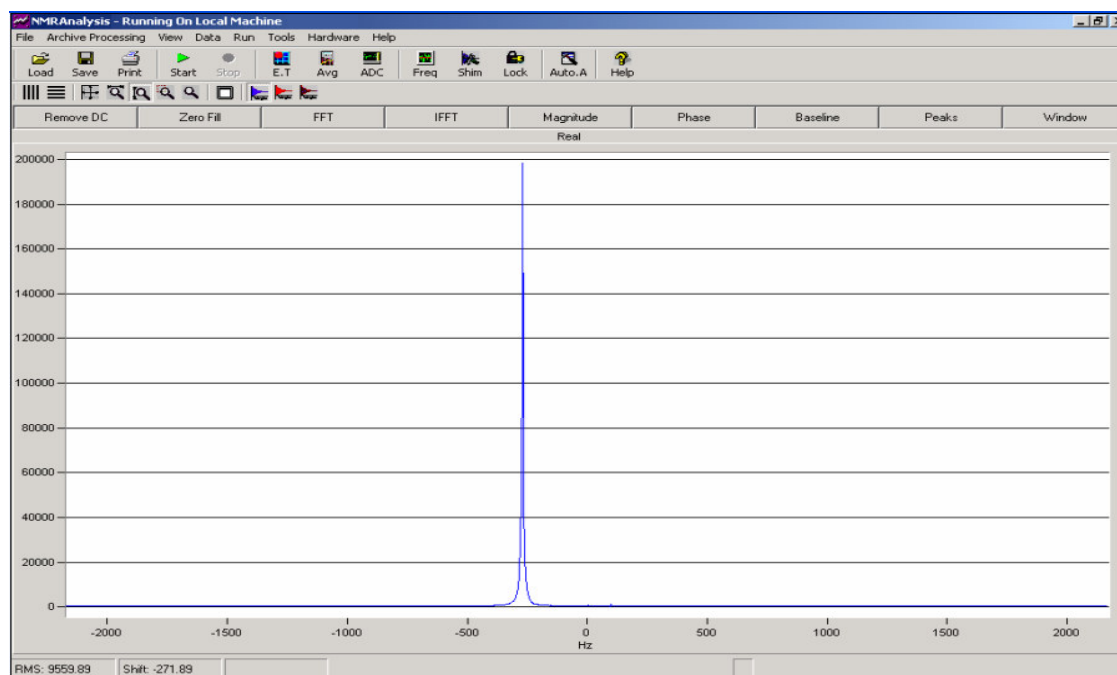 NMRAnalysis - Running On Local Machine
File Archive Processing View Data Run Tools Hardware Help
Load Save Print Start Stop E.T Avg ADC Freq Shim Lock Auto.A Help
Remove DC Zero Fill FFT IFFT Magnitude Phase Baseline Peaks Window
Real
200000
180000
160000
140000
120000
100000
80000
60000
40000
20000
0
-2000 -1500 -1000 -500 0 500 1000 1500 2000
Hz
RMS: 9559.89 Shift: -271.89